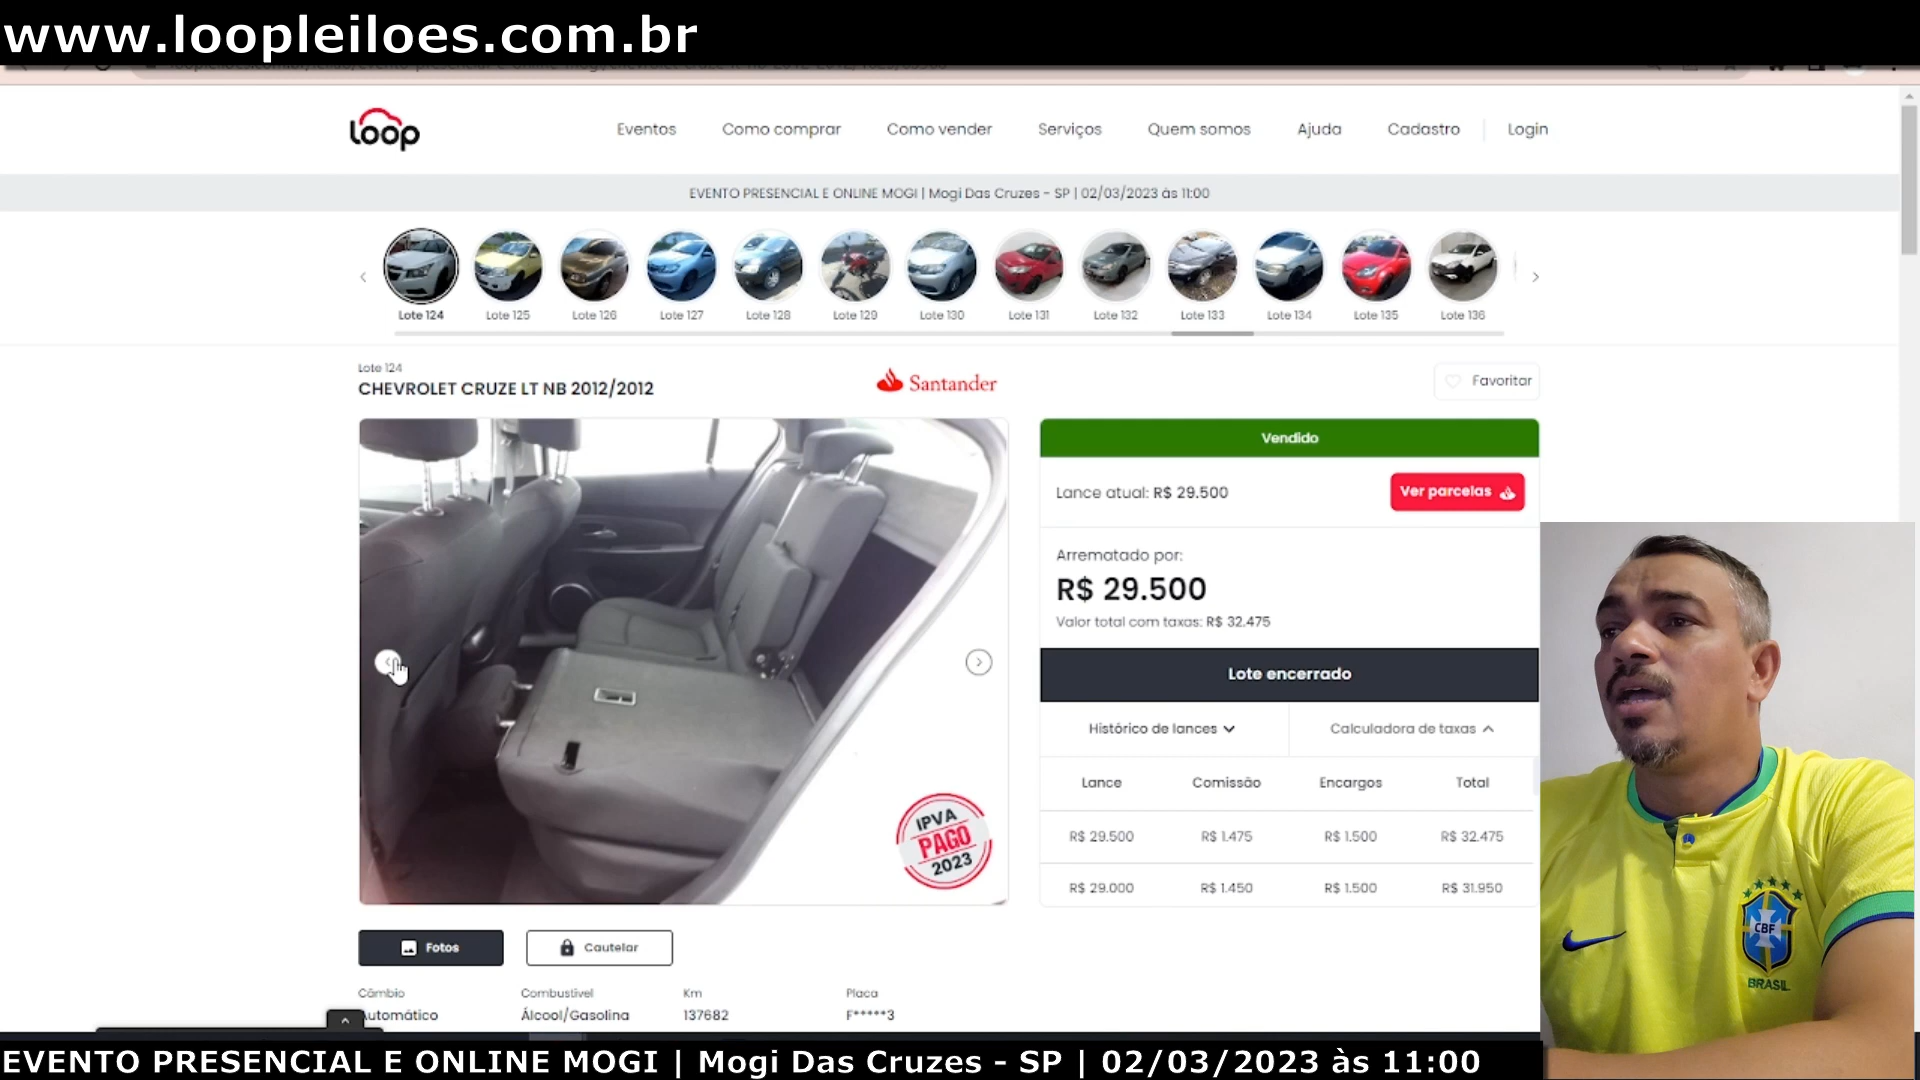 www.loopleiloes.com.br
loop
Eventos
Como comprar
Como vender
Serviços
Quem somos
Ajuda
Cadastro
Login
EVENTO PRESENCIAL E ONLINE MOGI | Mogi Das Cruzes - SP | 02/03/2023 às 11:00
Lote 124
Lote 125
Lote 126
Lote 127
Lote 128
Lote 129
Lote 130
Lote 131
Lote 132
Lote 133
Lote 134
Lote 135
Lote 136
Lote 124
CHEVROLET CRUZE LT NB 2012/2012
Santander
Favoritar
Vendido
Lance atual: R$ 29.500
Ver parcelas
Arrematado por:
R$ 29.500
Valor total com taxas: R$ 32.475
Lote encerrado
Histórico de lances
Calculadora de taxas
Lance Comissão Encargos Total
R$ 29.500 R$ 1.475 R$ 1.500 R$ 32.475
R$ 29.000 R$ 1.450 R$ 1.500 R$ 31.950
IPVA
PAGO
2023
Fotos
Cautelar
Câmbio
Automático
Combustível
Álcool/Gasolina
Km
137682
Placa
F*****3
CBF
BRASIL
EVENTO PRESENCIAL E ONLINE MOGI | Mogi Das Cruzes - SP | 02/03/2023 às 11:00